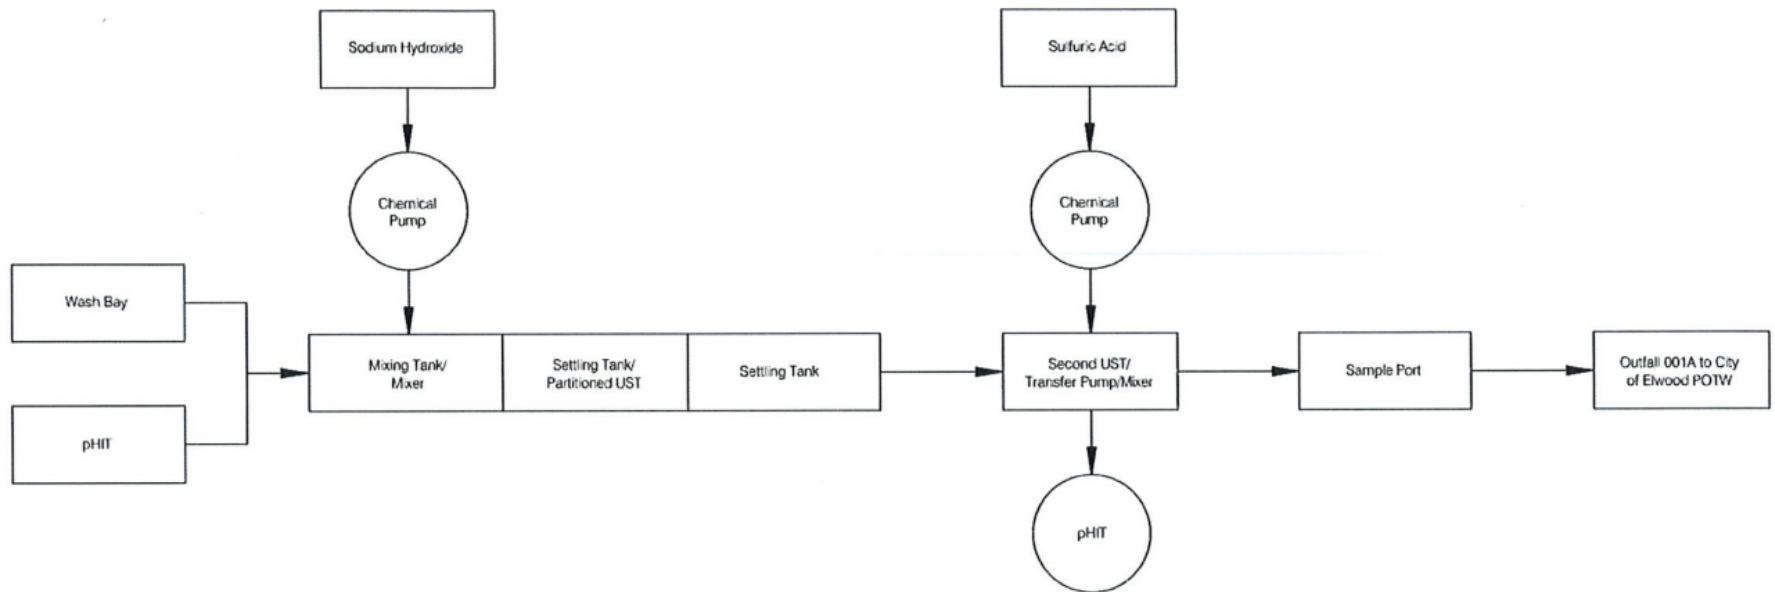 Sodium Hydroxide
Sulfuric Acid
Chemical
Pump
Chemical
Pump
Wash Bay
Mixing Tank/
Mixer
Settling Tank/
Partitioned UST
Settling Tank
Second UST/
Transfer Pump/Mixer
Sample Port
Outfall 001A to City
of Elwood POTW
pHIT
pHIT